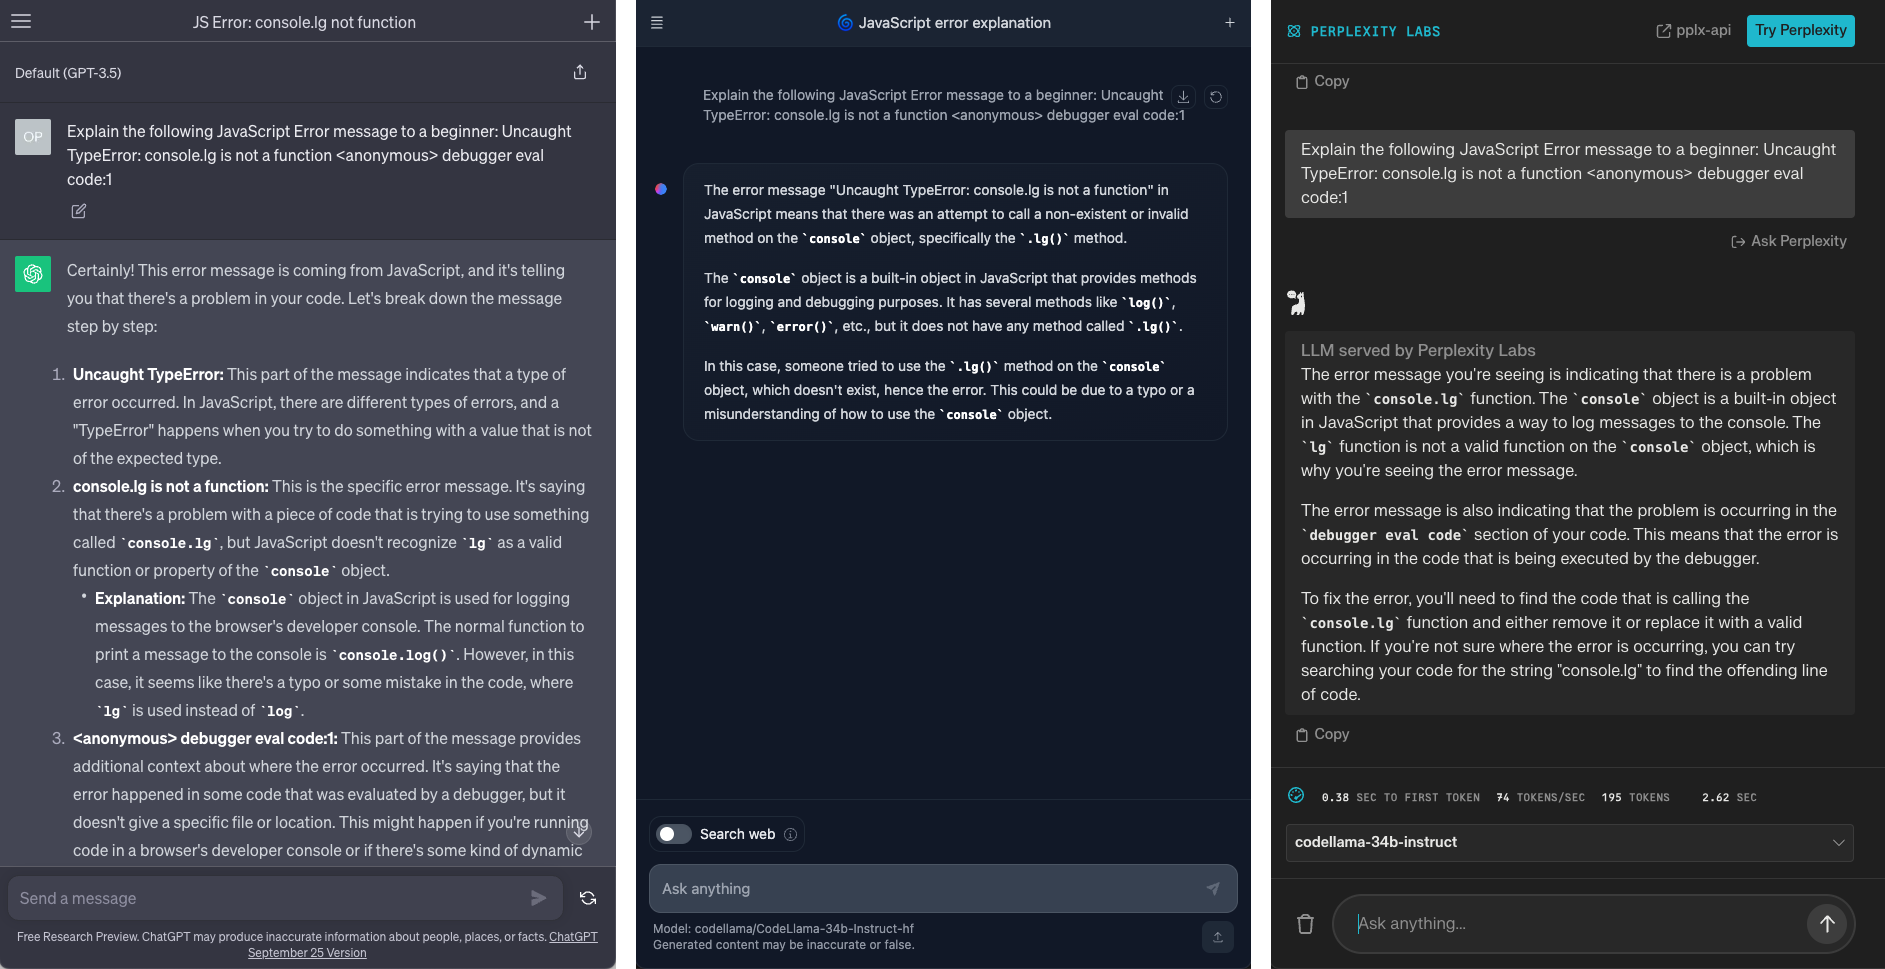 JS Error: console.lg not function
Default (GPT-3.5)
OP
Explain the following JavaScript Error message to a beginner: Uncaught
TypeError: console.lg is not a function <anonymous> debugger eval
code:1
Certainly! This error message is coming from JavaScript, and it's telling
you that there's a problem in your code. Let's break down the message
step by step:
1. Uncaught TypeError: This part of the message indicates that a type of
error occurred. In JavaScript, there are different types of errors, and a
"TypeError" happens when you try to do something with a value that is not
of the expected type.
2. console.lg is not a function: This is the specific error message. It's saying
that there's a problem with a piece of code that is trying to use something
called `console.lg`, but JavaScript doesn't recognize `lg` as a valid
function or property of the `console` object.
• Explanation: The `console` object in JavaScript is used for logging
messages to the browser's developer console. The normal function to
print a message to the console is `console.log()`. However, in this
case, it seems like there's a typo or some mistake in the code, where
`lg` is used instead of `log`.
3. <anonymous> debugger eval code:1: This part of the message provides
additional context about where the error occurred. It's saying that the
error happened in some code that was evaluated by a debugger, but it
doesn't give a specific file or location. This might happen if you're running
code in a browser's developer console or if there's some kind of dynamic
Send a message
Free Research Preview. ChatGPT may produce inaccurate information about people, places, or facts. ChatGPT
September 25 Version
JavaScript error explanation
Explain the following JavaScript Error message to a beginner: Uncaught
TypeError: console.lg is not a function <anonymous> debugger eval code:1
The error message "Uncaught TypeError: console.lg is not a function" in
JavaScript means that there was an attempt to call a non-existent or invalid
method on the `console` object, specifically the `.lg()` method.
The `console` object is a built-in object in JavaScript that provides methods
for logging and debugging purposes. It has several methods like `log()`,
`warn()`, `error()`, etc., but it does not have any method called `.lg()`.
In this case, someone tried to use the `.lg()` method on the `console`
object, which doesn't exist, hence the error. This could be due to a typo or a
misunderstanding of how to use the `console` object.
Search web
Ask anything
Model: codellama/CodeLlama-34b-Instruct-hf
Generated content may be inaccurate or false.
PERPLEXITY LABS
pplx-api
Try Perplexity
Copy
Explain the following JavaScript Error message to a beginner: Uncaught
TypeError: console.lg is not a function <anonymous> debugger eval
code:1
Ask Perplexity
LLM served by Perplexity Labs
The error message you're seeing is indicating that there is a problem
with the `console.lg` function. The `console` object is a built-in object
in JavaScript that provides a way to log messages to the console. The
`lg` function is not a valid function on the `console` object, which is
why you're seeing the error message.
The error message is also indicating that the problem is occurring in the
`debugger eval code` section of your code. This means that the error is
occurring in the code that is being executed by the debugger.
To fix the error, you'll need to find the code that is calling the
`console.lg` function and either remove it or replace it with a valid
function. If you're not sure where the error is occurring, you can try
searching your code for the string "console.lg" to find the offending line
of code.
Copy
0.38 SEC TO FIRST TOKEN 74 TOKENS/SEC 195 TOKENS 2.62 SEC
codellama-34b-instruct
Ask anything...